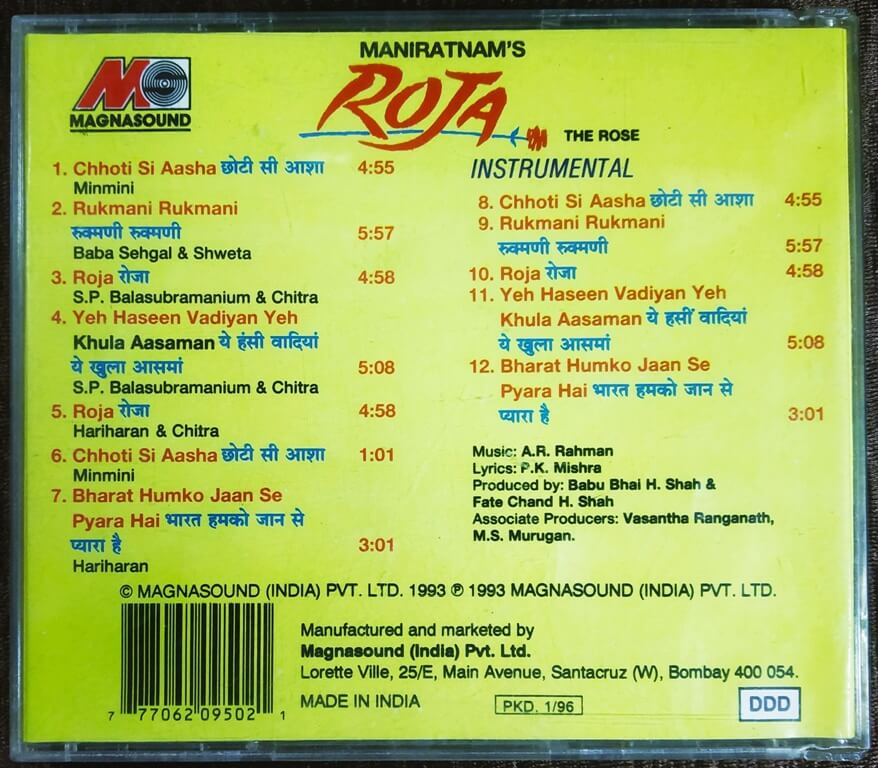 MANIRATNAM'S
ROJA
THE ROSE
MAGNASOUND
1. Chhoti Si Aasha छोटी सी आशा 4:55
Minmini
2. Rukmani Rukmani
रुक्मणी रुक्मणी 5:57
Baba Sehgal & Shweta
3. Roja रोजा 4:58
S.P. Balasubramanium & Chitra
4. Yeh Haseen Vadiyan Yeh
Khula Aasaman ये हंसी वादियां
ये खुला आसमां 5:08
S.P. Balasubramanium & Chitra
5. Roja रोजा 4:58
Hariharan & Chitra
6. Chhoti Si Aasha छोटी सी आशा 1:01
Minmini
7. Bharat Humko Jaan Se
Pyara Hai भारत हमको जान से
प्यारा है 3:01
Hariharan
INSTRUMENTAL
8. Chhoti Si Aasha छोटी सी आशा 4:55
9. Rukmani Rukmani
रुक्मणी रुक्मणी 5:57
10. Roja रोजा 4:58
11. Yeh Haseen Vadiyan Yeh
Khula Aasaman ये हसीं वादियां
ये खुला आसमां 5:08
12. Bharat Humko Jaan Se
Pyara Hai भारत हमको जान से
प्यारा है 3:01
Music: A.R. Rahman
Lyrics: P.K. Mishra
Produced by: Babu Bhai H. Shah &
Fate Chand H. Shah
Associate Producers: Vasantha Ranganath,
M.S. Murugan.
© MAGNASOUND (INDIA) PVT. LTD. 1993 ℗ 1993 MAGNASOUND (INDIA) PVT. LTD.
Manufactured and marketed by
Magnasound (India) Pvt. Ltd.
Lorette Ville, 25/E, Main Avenue, Santacruz (W), Bombay 400 054.
MADE IN INDIA PKD. 1/96 DDD
7 77062 09502 1